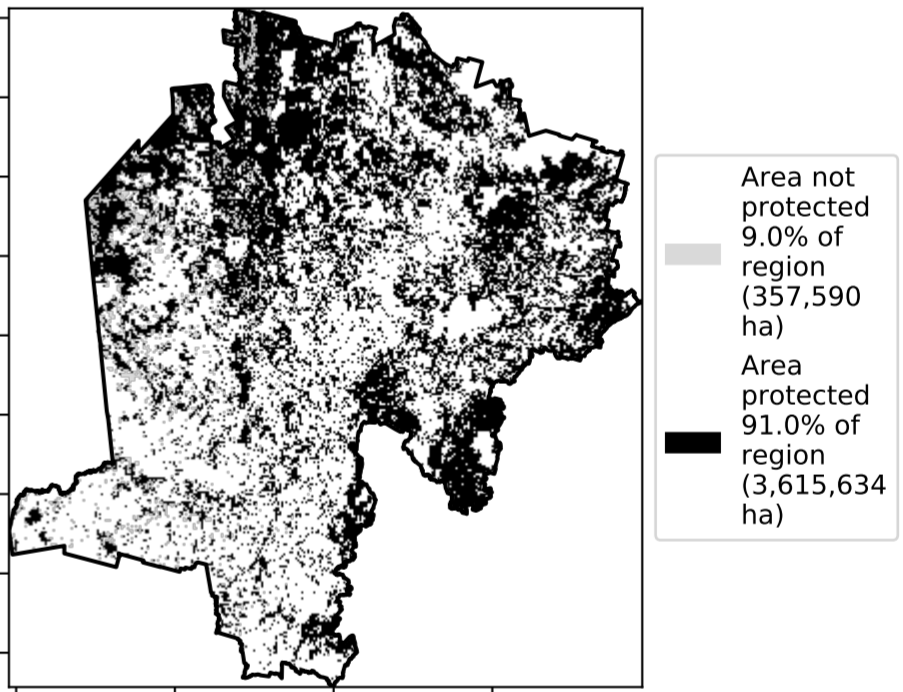 Area not
protected
9.0% of
region
(357,590
ha)
Area
protected
91.0% of
region
(3,615,634
ha)